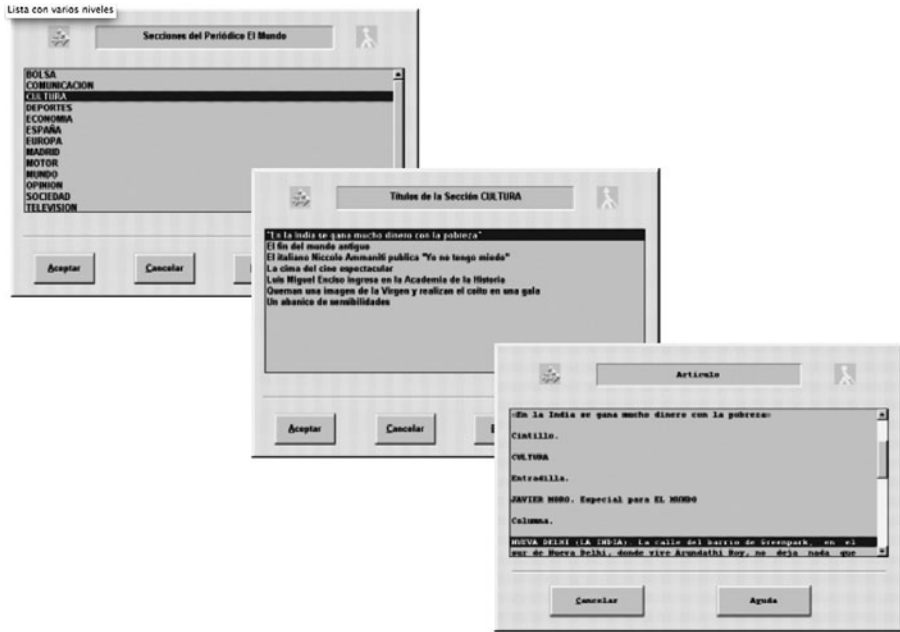 Lista con varios niveles
Secciones del Periódico El Mundo
BOLSA
COMUNICACION
CULTURA
DEPORTES
ECONOMIA
ESPAÑA
EUROPA
MADRID
MOTOR
MUNDO
OPINION
SOCIEDAD
TELEVISION
Aceptar
Cancelar
Títulos de la Sección CULTURA
"En la India se gana mucho dinero con la pobreza"
El fin del mundo antiguo
El italiano Niccolo Ammaniti publica "Yo no tengo miedo"
La cima del cine espectacular
Luis Miguel Enciso ingresa en la Academia de la Historia
Queman una imagen de la Virgen y realizan el coito en una gala
Un abanico de sensibilidades
Aceptar
Cancelar
Articulo
«En la India se gana mucho dinero con la pobreza»
Cintillo.
CULTURA
Entradilla.
JAVIER MORO. Especial para EL MUNDO
Columna.
NUEVA DELHI (LA INDIA). La calle del barrio de Greenpark, en el
sur de Nueva Delhi, donde vive Arundathi Roy, no deja nada que
Cancelar
Ayuda